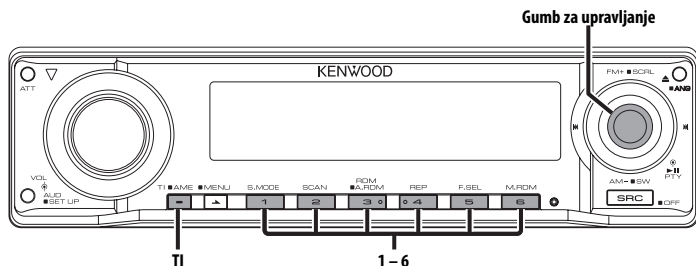 Gumb za upravljanje
KENWOOD
ATT
FM+ ■SCRL
■ANG
VOL
AUD
■SET UP
TI ■AME ■MENU S.MODE SCAN RDM ■A.RDM REP F.SEL M.RDM
1 2 3 4 5 6
AM– ■SW
PTY
SRC ■OFF
TI
1 – 6